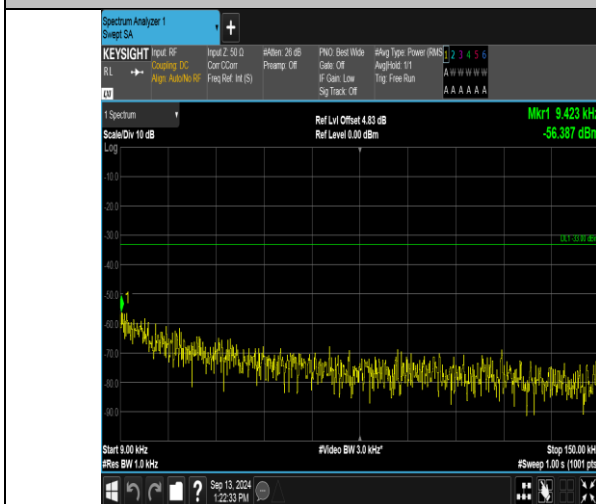 Spectrum Analyzer 1
Swept SA
+
KEYSIGHT Input: RF Input Z: 50 Ω #Atten: 26 dB PNO: Best Wide #Avg Type: Power (RMS 1 2 3 4 5 6
RL Coupling: DC Corr CCorr Preamp: Off Gate: Off Avg|Hold: 1/1 A W W W W W
Align: Auto/No RF Freq Ref: Int (S) IF Gain: Low Trig: Free Run
Sig Track: Off A A A A A A
1 Spectrum Ref Lvl Offset 4.83 dB Mkr1 9.423 kHz
Scale/Div 10 dB Ref Level 0.00 dBm -56.387 dBm
Log
-10.0
-20.0
-30.0
DL1 -33.00 dBm
-50.0
1
-60.0
-70.0
-80.0
-90.0
Start 9.00 kHz #Video BW 3.0 kHz* Stop 150.00 kHz
#Res BW 1.0 kHz #Sweep 1.00 s (1001 pts
? Sep 13, 2024
1:22:33 PM